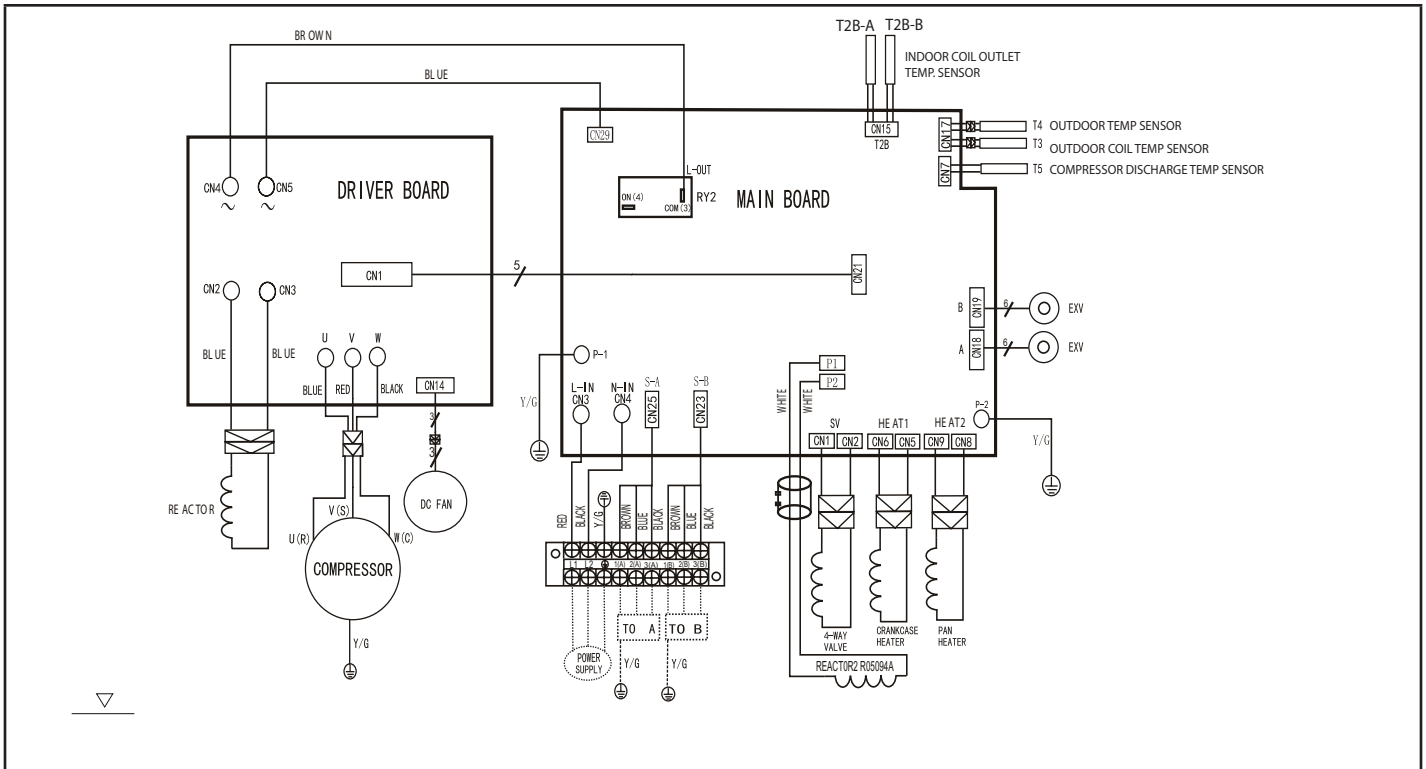 T2B-A T2B-B
BROWN
INDOOR COIL OUTLET
TEMP. SENSOR
BLUE
CN29
CN15
T2B
CN17
T4 OUTDOOR TEMP SENSOR
T3 OUTDOOR COIL TEMP SENSOR
CN7
T5 COMPRESSOR DISCHARGE TEMP SENSOR
L-OUT
CN4 CN5
DRIVER BOARD
ON(4)
COM(3)
RY2
MAIN BOARD
CN1
5
CN21
CN2 CN3
B
CN19
6
EXV
A
CN18
6
EXV
U V W
BLUE BLUE
BLUE RED BLACK
CN14
P-1
P1
P2
L-IN
CN3
N-IN
CN4
S-A
CN25
S-B
CN23
Y/G
WHITE
WHITE
P-2
SV HEAT1 HEAT2
CN1 CN2 CN6 CN5 CN9 CN8
Y/G
3
3
REACTOR
DC FAN
V(S)
U(R) W(C)
COMPRESSOR
Y/G
RED
BLACK
Y/G
BROWN
BLUE
BLACK
BROWN
BLUE
BLACK
L1 L2 1(A) 2(A) 3(A) 1(B) 2(B) 3(B)
TO A TO B
POWER
SUPPLY
Y/G Y/G
4-WAY
VALVE
CRANKCASE
HEATER
PAN
HEATER
REACTOR2 R05094A